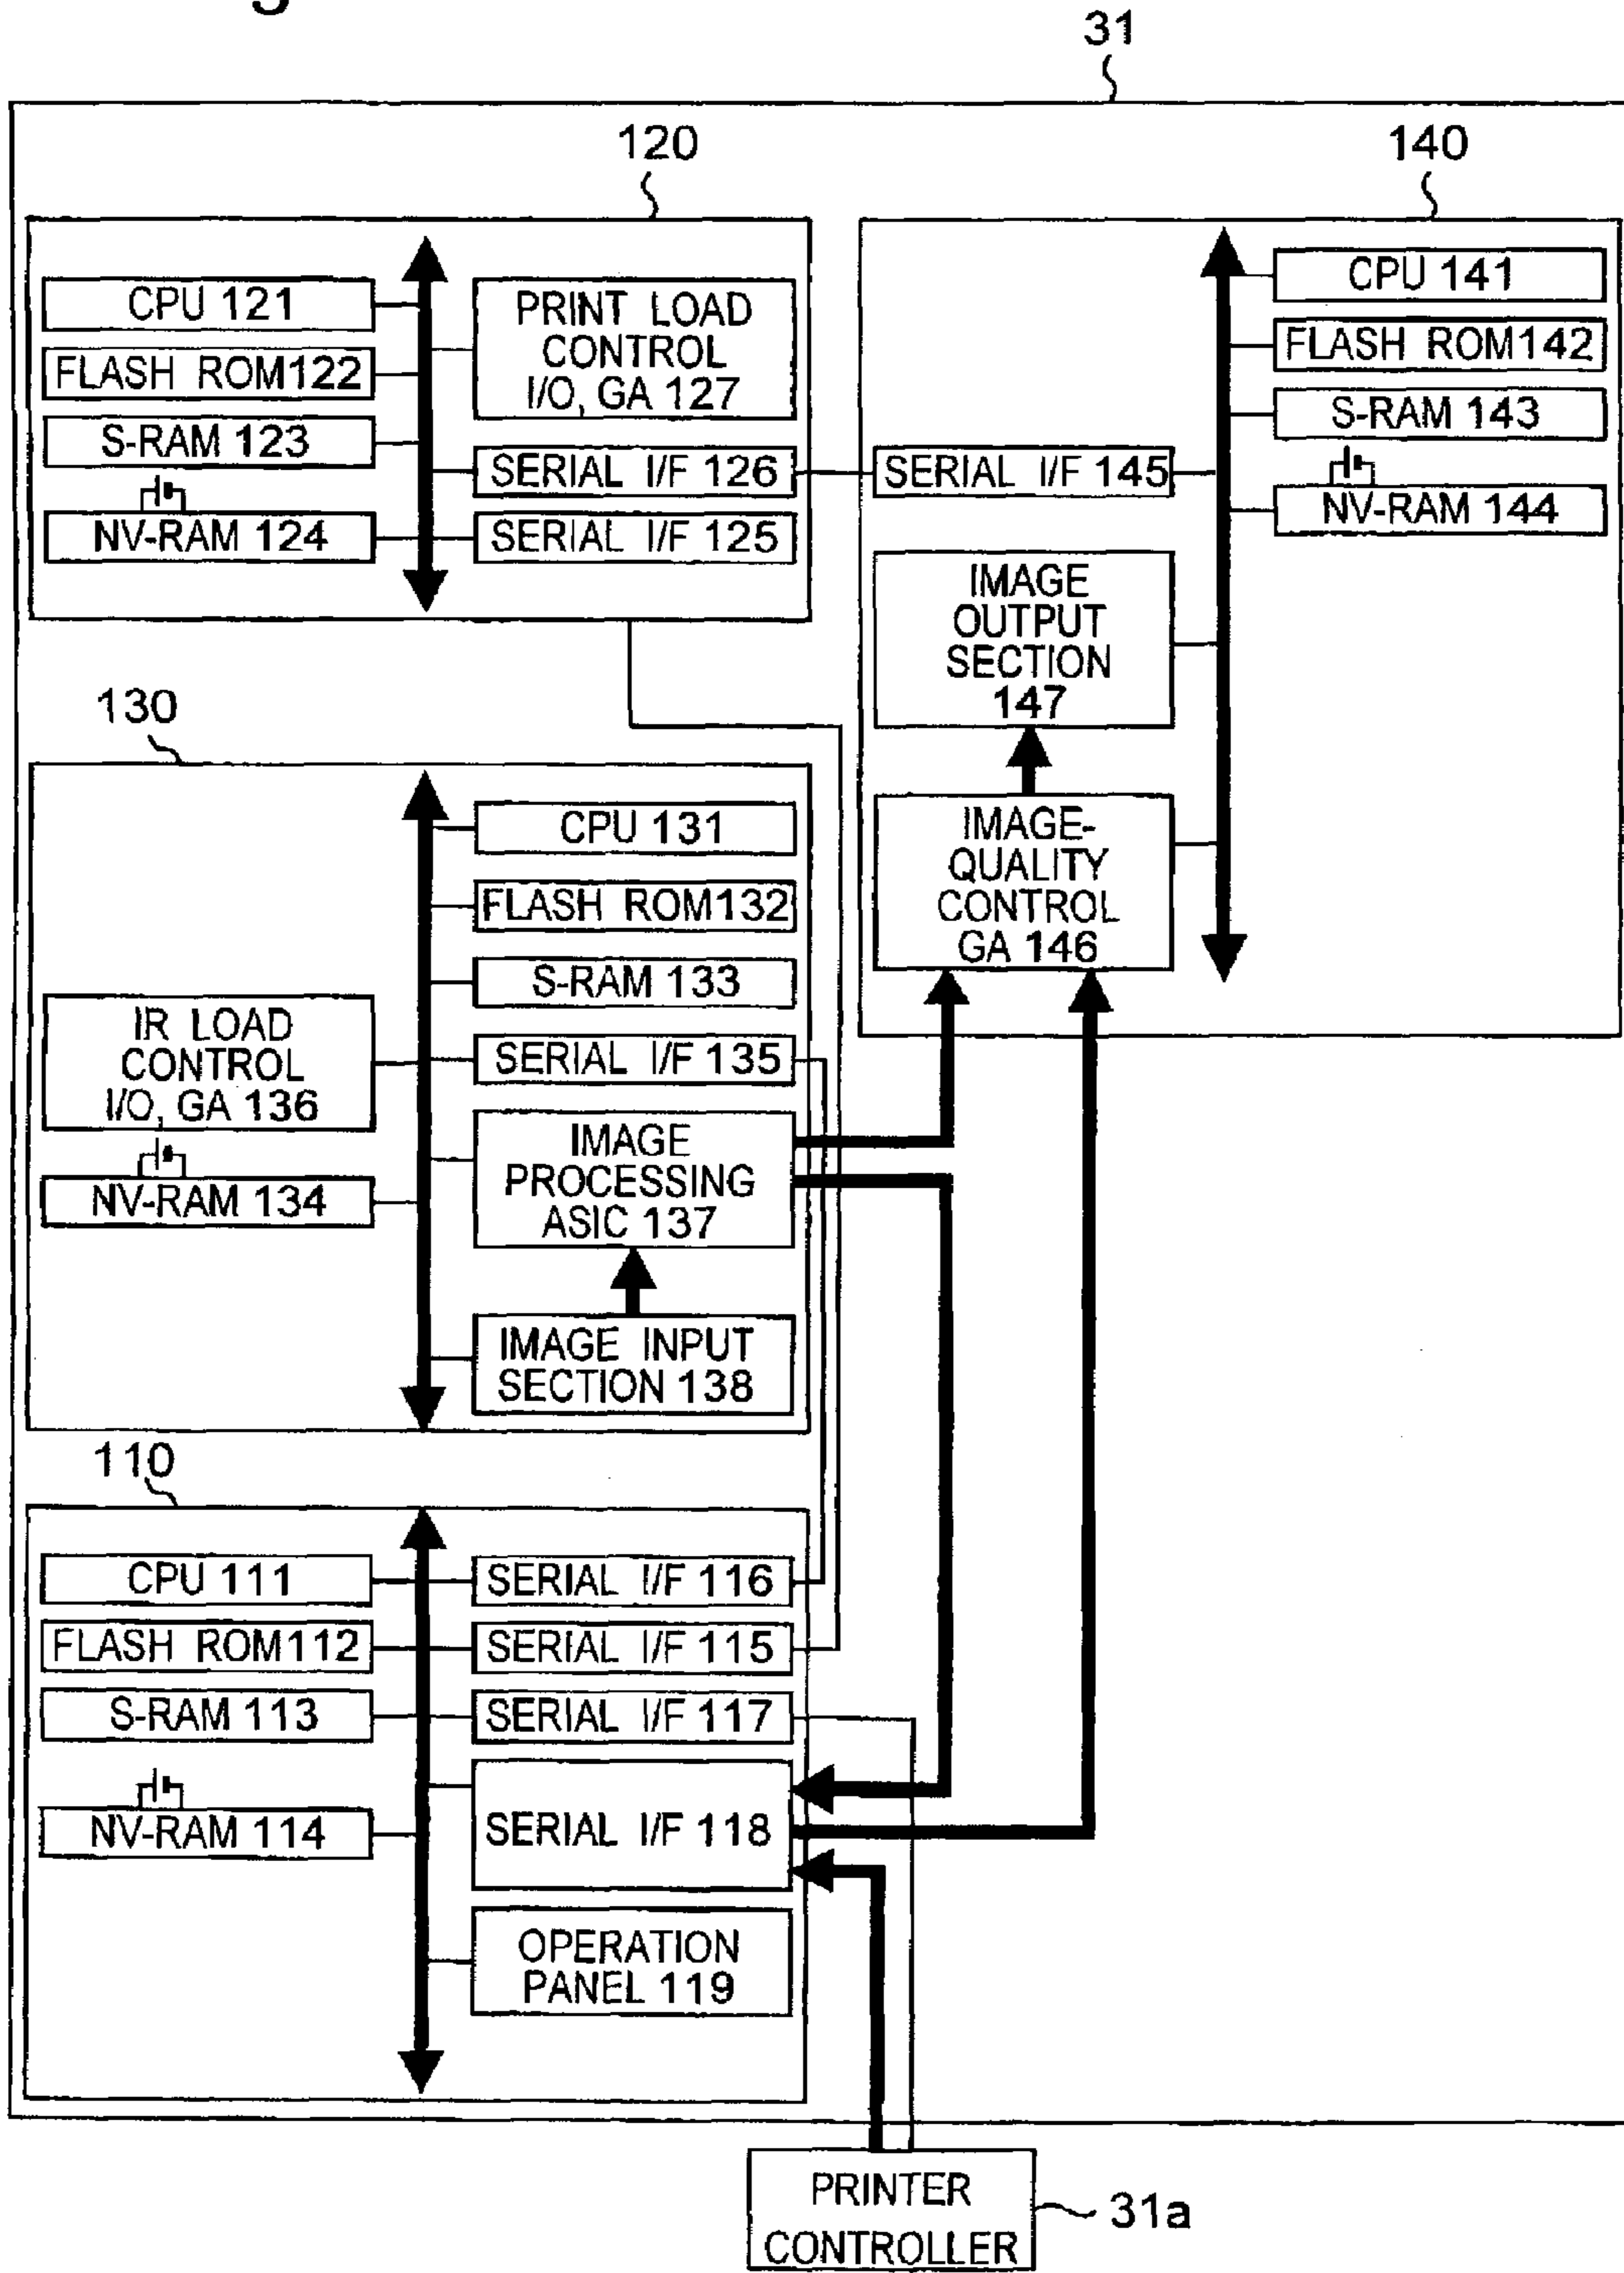 31
120
140
CPU 121
FLASH ROM122
S-RAM 123
NV-RAM 124
PRINT LOAD
CONTROL
I/O, GA 127
SERIAL I/F 126
SERIAL I/F 125
CPU 141
FLASH ROM142
S-RAM 143
NV-RAM 144
SERIAL I/F 145
IMAGE
OUTPUT
SECTION
147
IMAGE-
QUALITY
CONTROL
GA 146
130
CPU 131
FLASH ROM132
S-RAM 133
SERIAL I/F 135
IR LOAD
CONTROL
I/O, GA 136
NV-RAM 134
IMAGE
PROCESSING
ASIC 137
IMAGE INPUT
SECTION 138
110
CPU 111
FLASH ROM112
S-RAM 113
NV-RAM 114
SERIAL I/F 116
SERIAL I/F 115
SERIAL I/F 117
SERIAL I/F 118
OPERATION
PANEL 119
PRINTER
CONTROLLER
31a